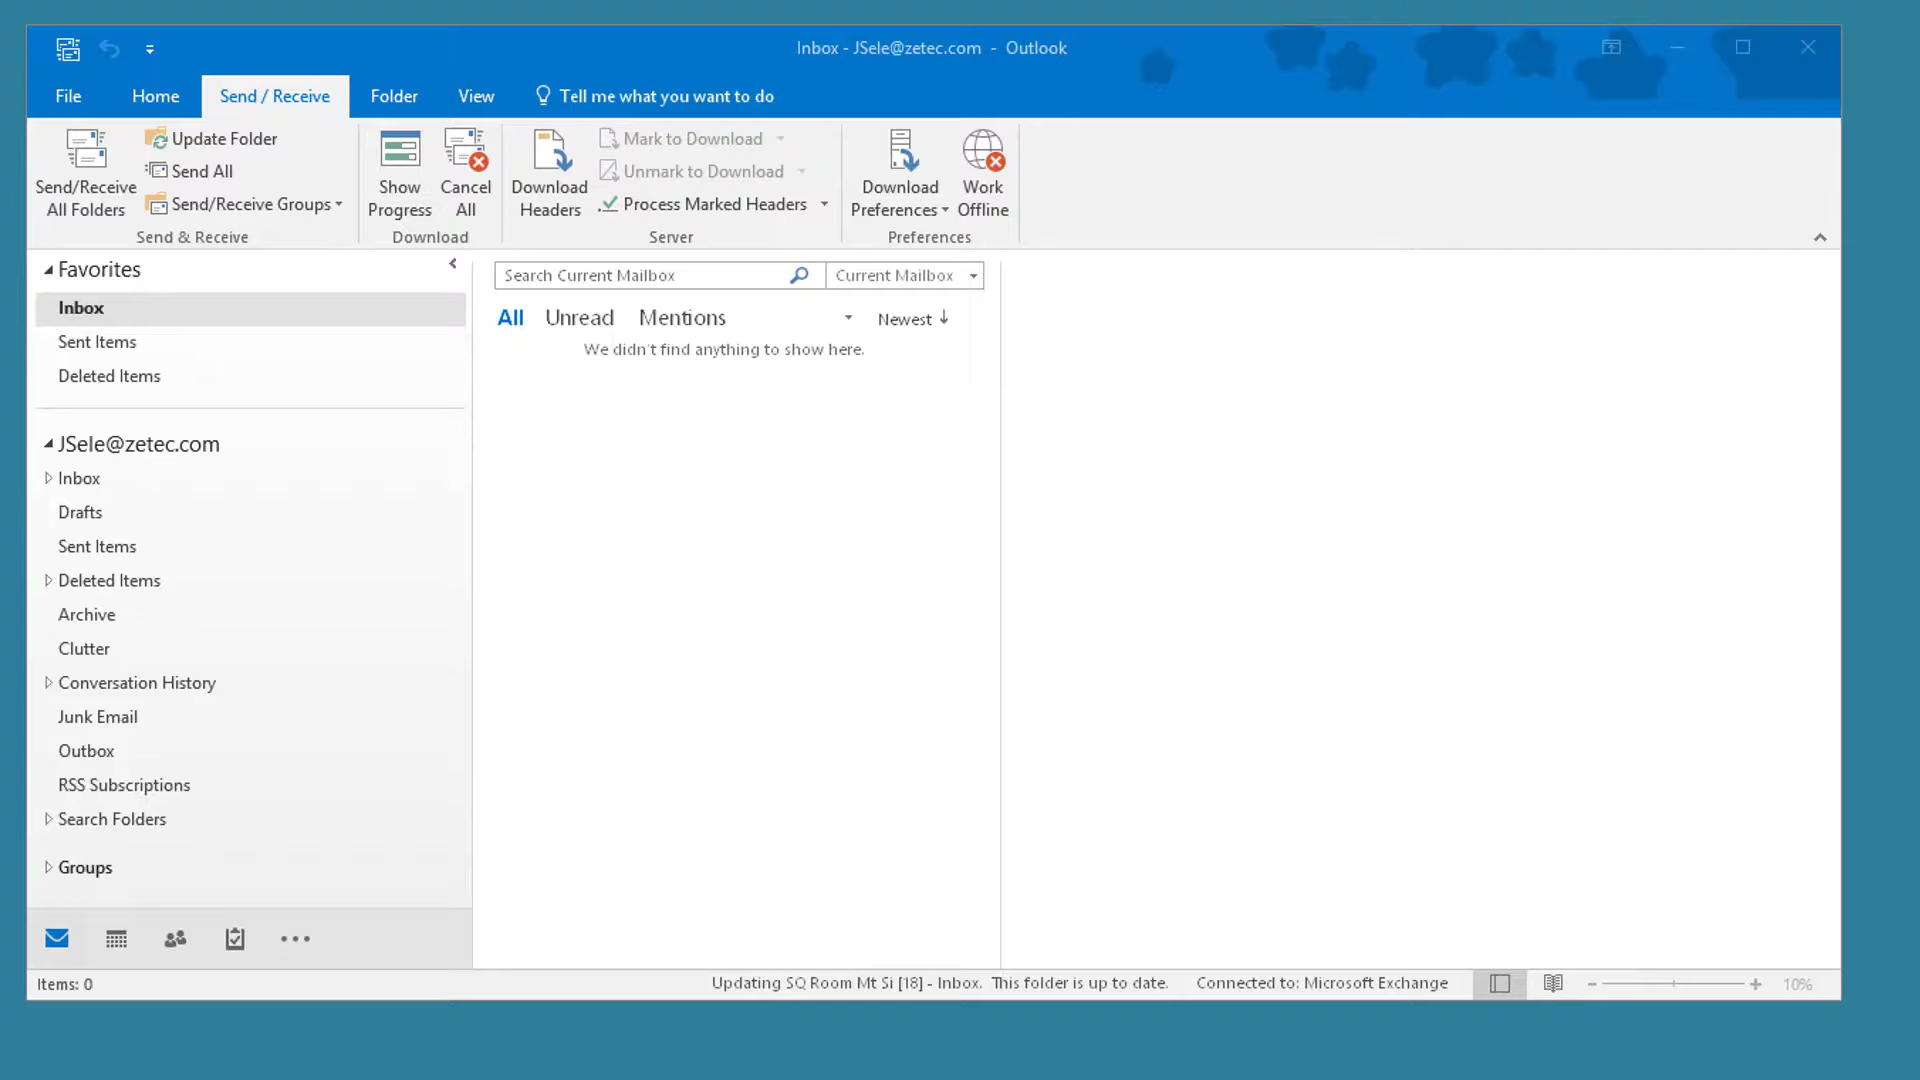 Inbox - JSele@zetec.com - Outlook
File Home Send / Receive Folder View Tell me what you want to do
Send/Receive All Folders
Update Folder
Send All
Send/Receive Groups
Send & Receive
Show Progress
Cancel All
Download
Download Headers
Mark to Download
Unmark to Download
Process Marked Headers
Server
Download Preferences
Work Offline
Preferences
Favorites
Inbox
Sent Items
Deleted Items
JSele@zetec.com
Inbox
Drafts
Sent Items
Deleted Items
Archive
Clutter
Conversation History
Junk Email
Outbox
RSS Subscriptions
Search Folders
Groups
Search Current Mailbox Current Mailbox
All Unread Mentions Newest
We didn't find anything to show here.
Items: 0 Updating SQ Room Mt Si [18] - Inbox. This folder is up to date. Connected to: Microsoft Exchange 10%